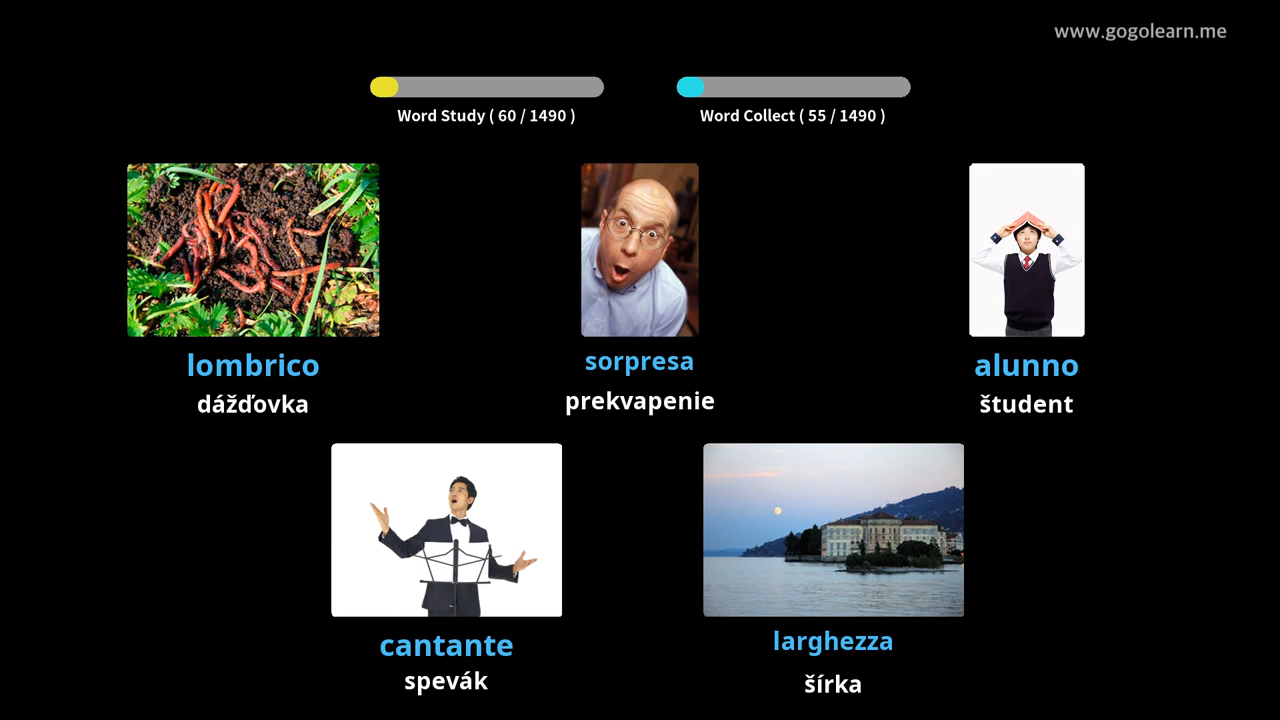 www.gogolearn.me
Word Study ( 60 / 1490 )
Word Collect ( 55 / 1490 )
lombrico
dážďovka
sorpresa
prekvapenie
alunno
študent
cantante
spevák
larghezza
šírka